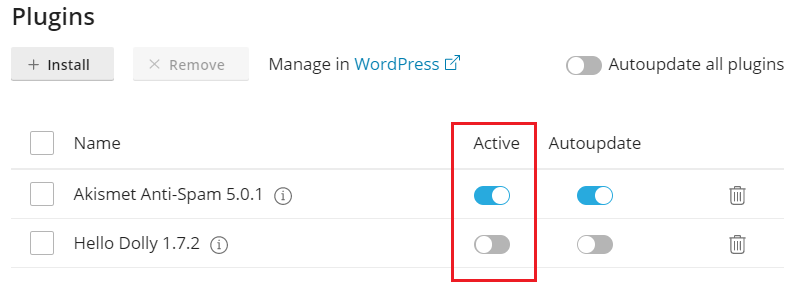 Plugins
+ Install × Remove Manage in WordPress Autoupdate all plugins
Name Active Autoupdate
Akismet Anti-Spam 5.0.1
Hello Dolly 1.7.2